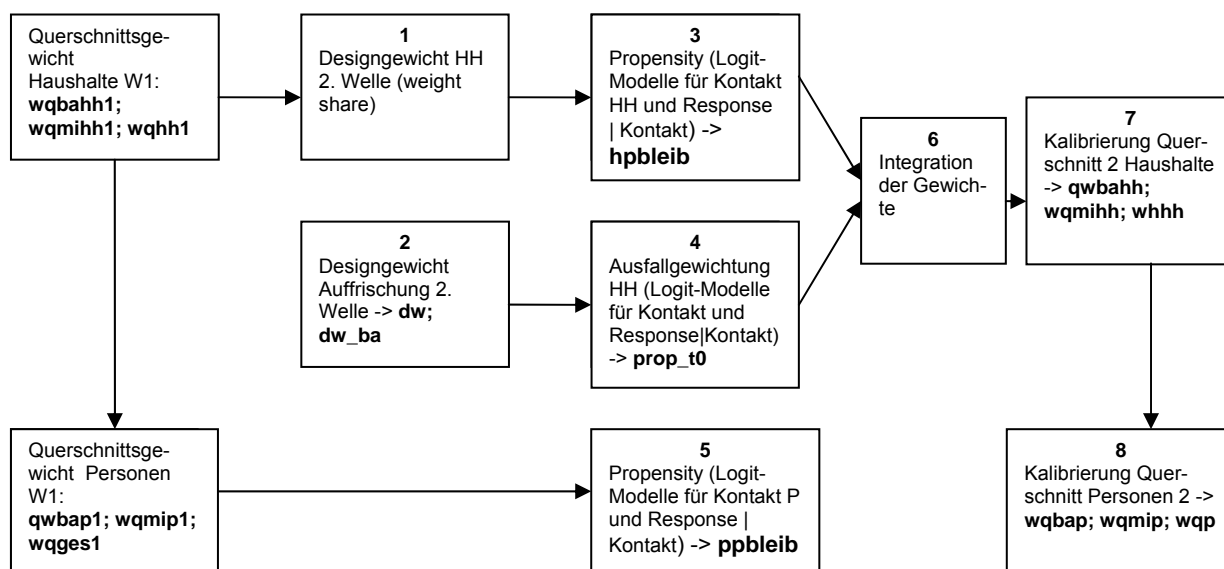 Querschnittsge-
wicht
Haushalte W1:
wqbahh1;
wqmihh1; wqhh1
1
Designgewicht HH
2. Welle (weight
share)
3
Propensity (Logit-
Modelle für Kontakt
HH und Response
| Kontakt) ->
hpbleib
6
Integration
der Gewich-
te
7
Kalibrierung Quer-
schnitt 2 Haushalte
-> qwbahh;
wqmihh; whhh
2
Designgewicht
Auffrischung 2.
Welle -> dw;
dw_ba
4
Ausfallgewichtung
HH (Logit-Modelle
für Kontakt und
Response|Kontakt)
-> prop_t0
Querschnittsge-
wicht Personen
W1:
qwbap1; wqmip1;
wqges1
5
Propensity (Logit-
Modelle für Kontakt P
und Response |
Kontakt) -> ppbleib
8
Kalibrierung Quer-
schnitt Personen 2 ->
wqbap; wqmip; wqp